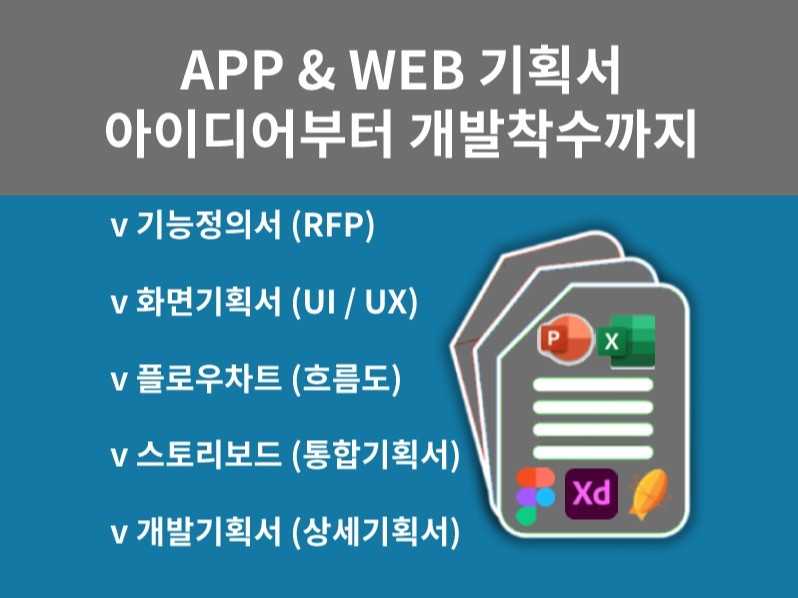 APP & WEB 기획서
아이디어부터 개발착수까지
v 기능정의서 (RFP)
v 화면기획서 (UI / UX)
v 플로우차트 (흐름도)
v 스토리보드 (통합기획서)
v 개발기획서 (상세기획서)
P
X
Xd